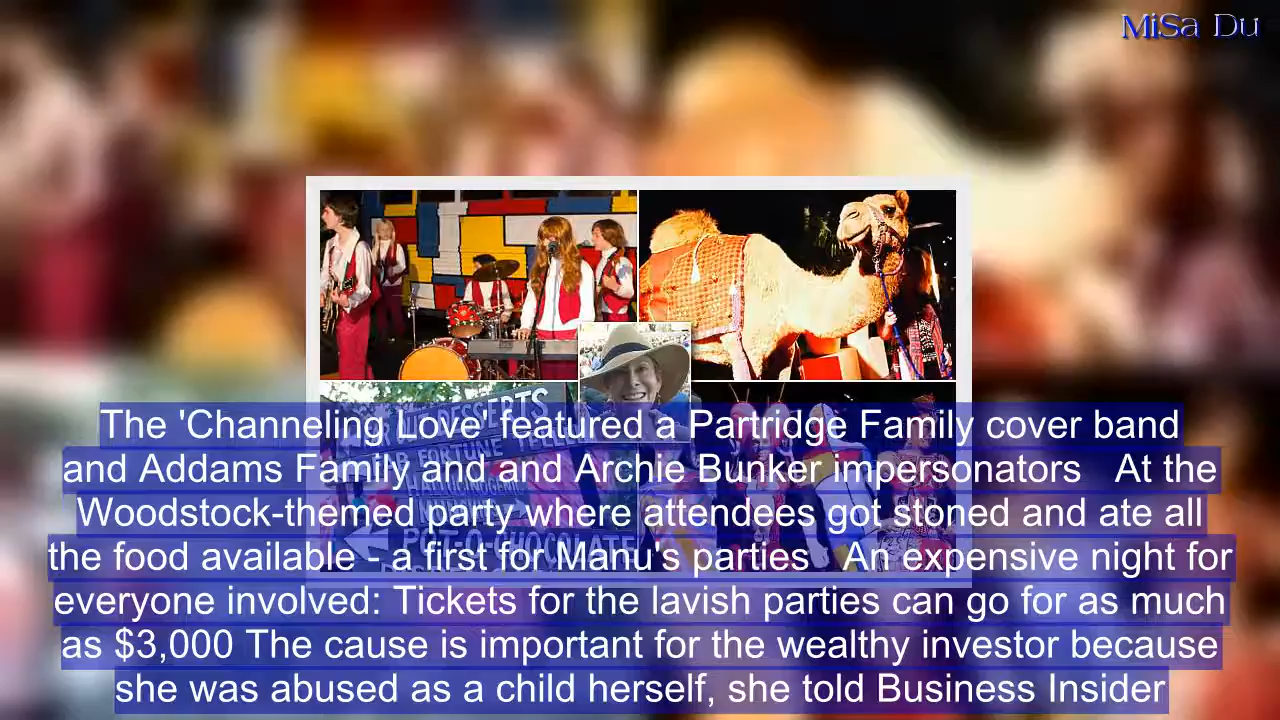 MiSa Du
DESSERTS
FORTUNE
The 'Channeling Love' featured a Partridge Family cover band
and Addams Family and and Archie Bunker impersonators At the
Woodstock-themed party where attendees got stoned and ate all
the food available - a first for Manu's parties An expensive night for
everyone involved: Tickets for the lavish parties can go for as much
as $3,000 The cause is important for the wealthy investor because
she was abused as a child herself, she told Business Insider